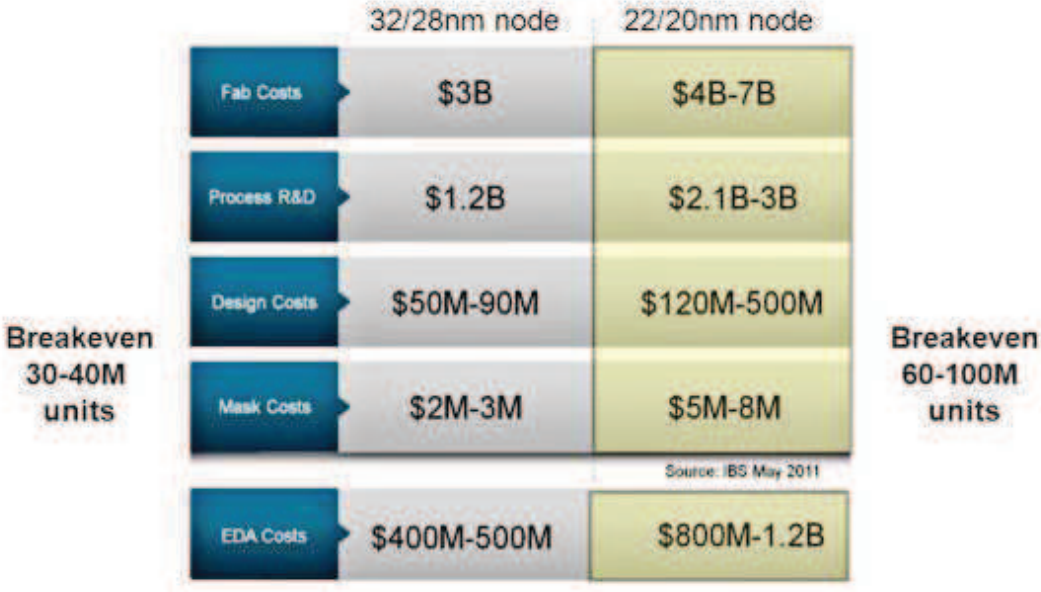 32/28nm node 22/20nm node
Fab Costs $3B $4B-7B
Process R&D $1.2B $2.1B-3B
Design Costs $50M-90M $120M-500M
Breakeven
30-40M
units
Breakeven
60-100M
units
Mask Costs $2M-3M $5M-8M
Source: IBS May 2011
EDA Costs $400M-500M $800M-1.2B